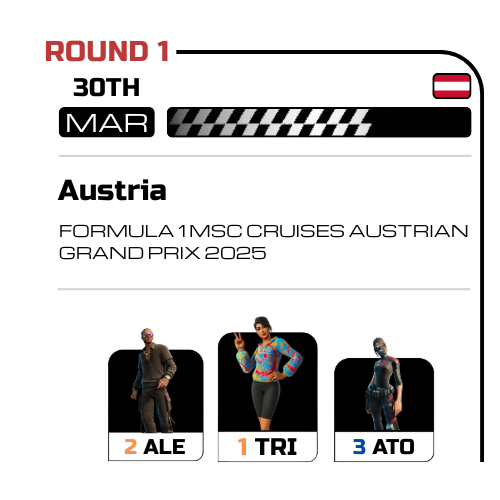 ROUND 1
30TH
MAR
Austria
FORMULA 1 MSC CRUISES AUSTRIAN
GRAND PRIX 2025
2 ALE
1 TRI
3 ATO